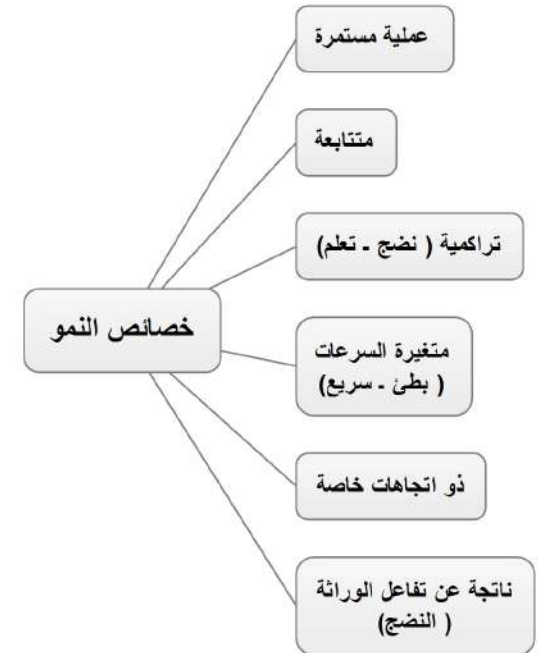 عملية مستمرة
متتابعة
تراكمية ( نضج - تعلم)
خصائص النمو
متغيرة السرعات
( بطئ - سريع)
ذو اتجاهات خاصة
ناتجة عن تفاعل الوراثة
( النضج)